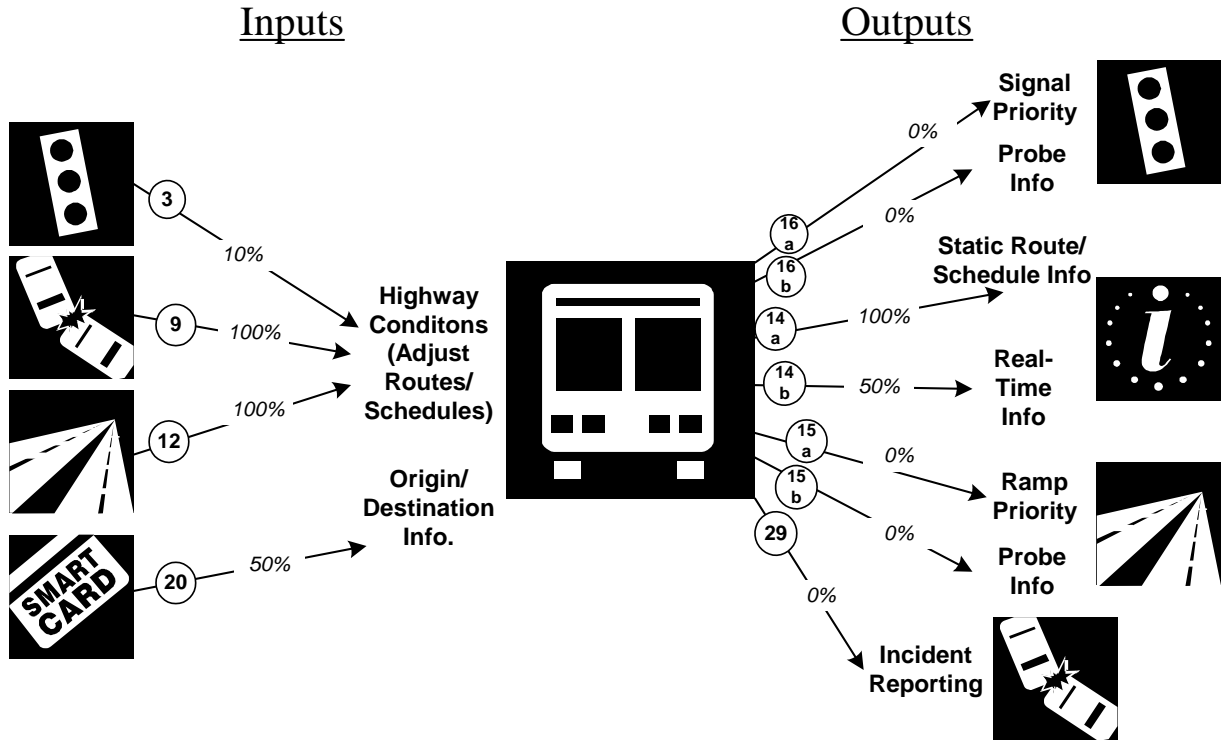 Inputs
Outputs
3
10%
9
100%
12
100%
20
50%
SMART
CARD
Highway
Conditons
(Adjust
Routes/
Schedules)
Origin/
Destination
Info.
16
a
0%
Signal
Priority
16
b
0%
Probe
Info
14
a
100%
Static Route/
Schedule Info
i
14
b
50%
Real-
Time
Info
15
a
0%
Ramp
Priority
15
b
0%
Probe
Info
29
0%
Incident
Reporting